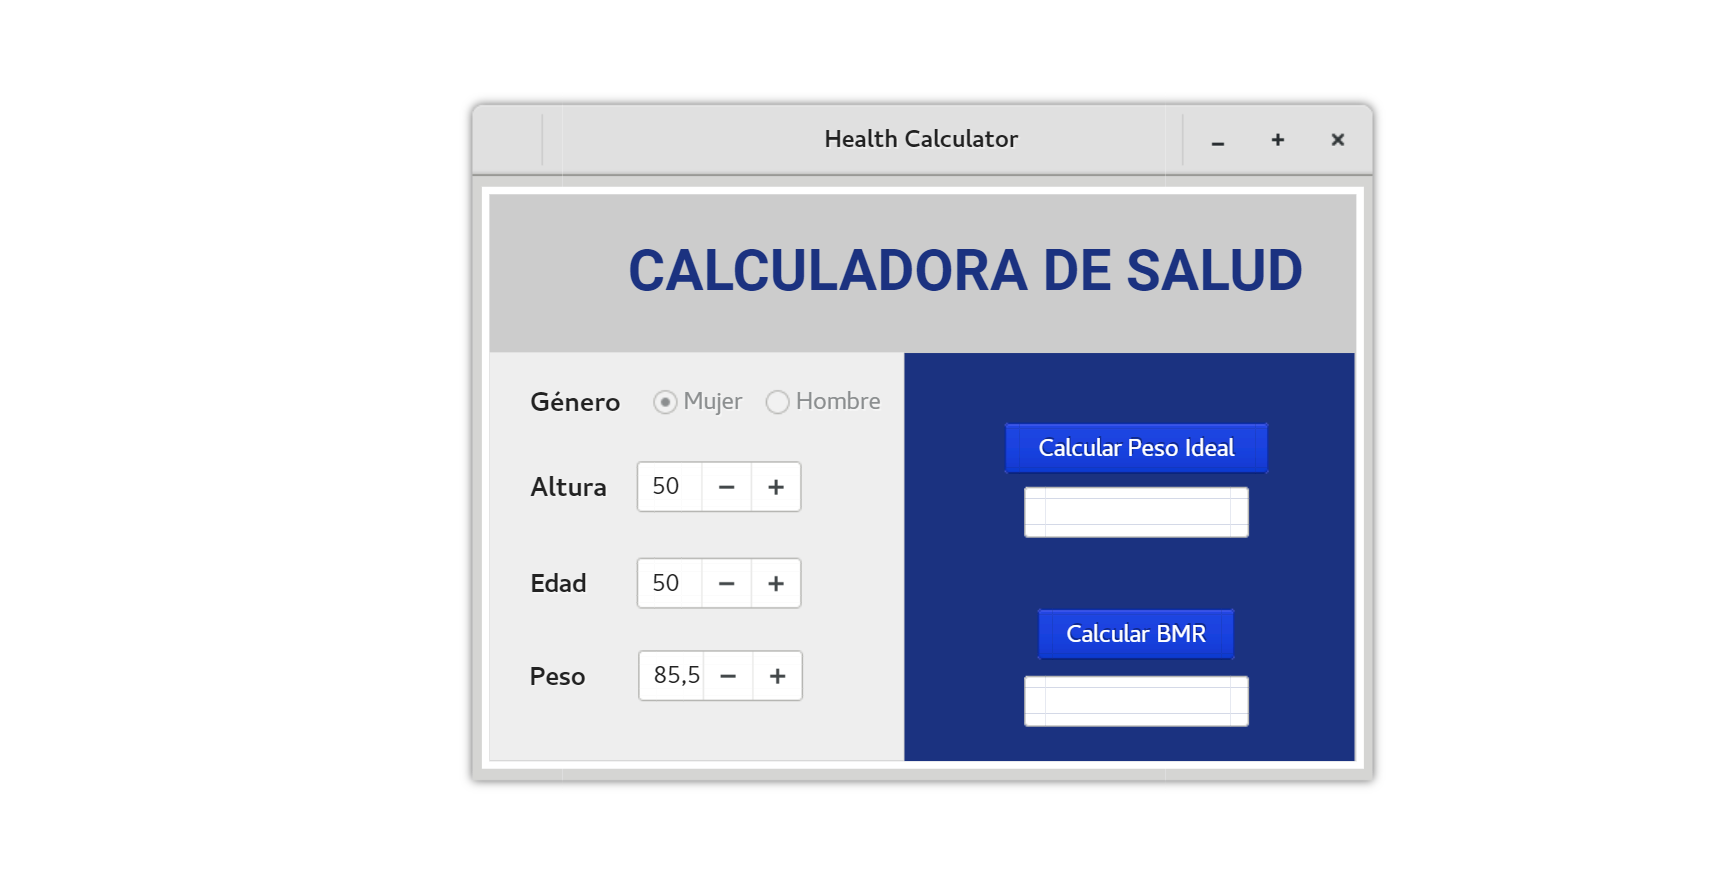 Health Calculator
CALCULADORA DE SALUD
Género Mujer Hombre
Altura 50 − +
Edad 50 − +
Peso 85,5 − +
Calcular Peso Ideal
Calcular BMR